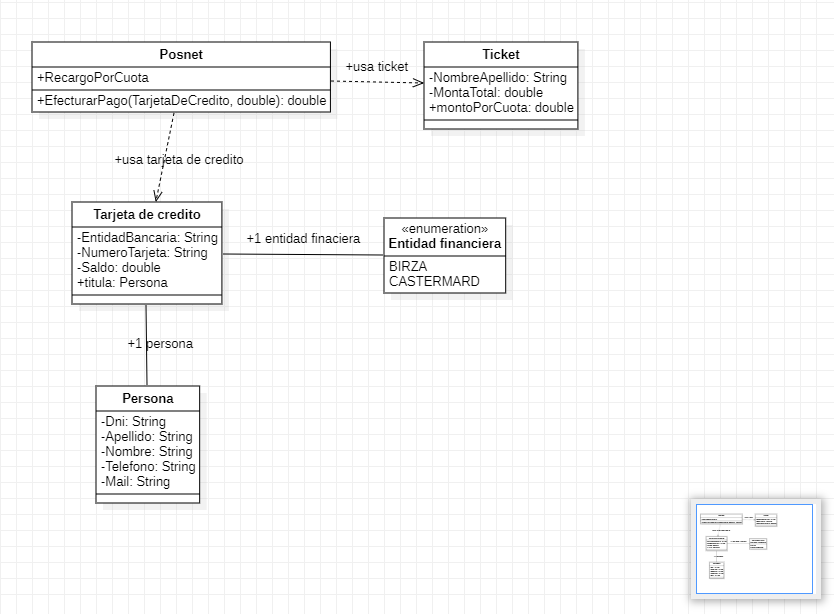 Posnet
+RecargoPorCuota
+EfecturarPago(TarjetaDeCredito, double): double
+usa ticket
Ticket
-NombreApellido: String
-MontaTotal: double
+montoPorCuota: double
+usa tarjeta de credito
Tarjeta de credito
-EntidadBancaria: String
-NumeroTarjeta: String
-Saldo: double
+titula: Persona
+1 entidad finaciera
«enumeration»
Entidad financiera
BIRZA
CASTERMARD
+1 persona
Persona
-Dni: String
-Apellido: String
-Nombre: String
-Telefono: String
-Mail: String